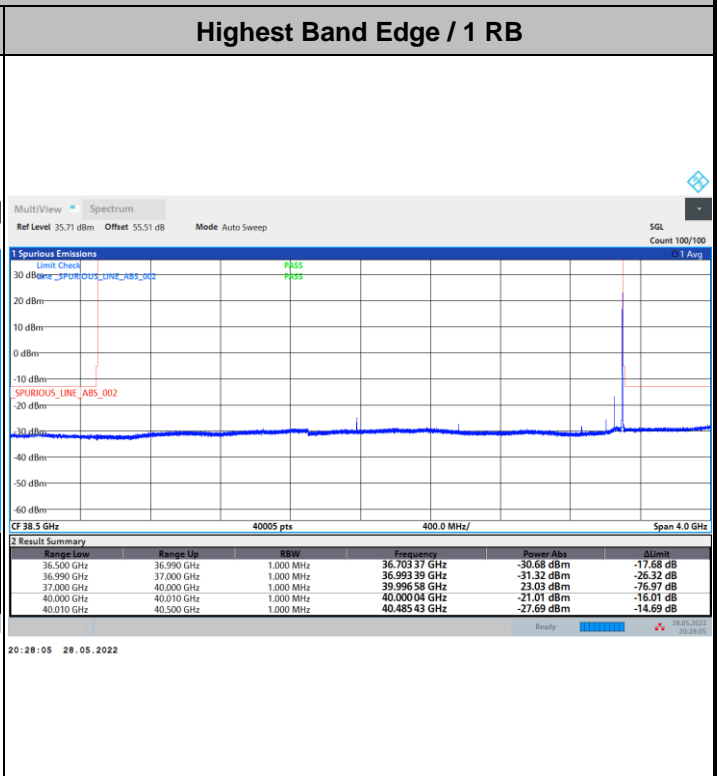 Highest Band Edge / 1 RB
MultiView Spectrum
Ref Level 35.71 dBm Offset 55.51 dB Mode Auto Sweep SGL
Count 100/100
1 Spurious Emissions 1 Avg
Limit Check PASS
30 dBm Line _SPURIOUS_LINE_ABS_002 PASS
20 dBm
10 dBm
0 dBm
-10 dBm
_SPURIOUS_LINE_ABS_002
-20 dBm
-30 dBm
-40 dBm
-50 dBm
-60 dBm
CF 38.5 GHz 40005 pts 400.0 MHz/ Span 4.0 GHz
2 Result Summary
Range Low Range Up RBW Frequency Power Abs ΔLimit
36.500 GHz 36.990 GHz 1.000 MHz 36.703 37 GHz -30.68 dBm -17.68 dB
36.990 GHz 37.000 GHz 1.000 MHz 36.993 39 GHz -31.32 dBm -26.32 dB
37.000 GHz 40.000 GHz 1.000 MHz 39.996 58 GHz 23.03 dBm -76.97 dB
40.000 GHz 40.010 GHz 1.000 MHz 40.000 04 GHz -21.01 dBm -16.01 dB
40.010 GHz 40.500 GHz 1.000 MHz 40.485 43 GHz -27.69 dBm -14.69 dB
Ready 28.05.2022
20:28:05
20:28:05 28.05.2022